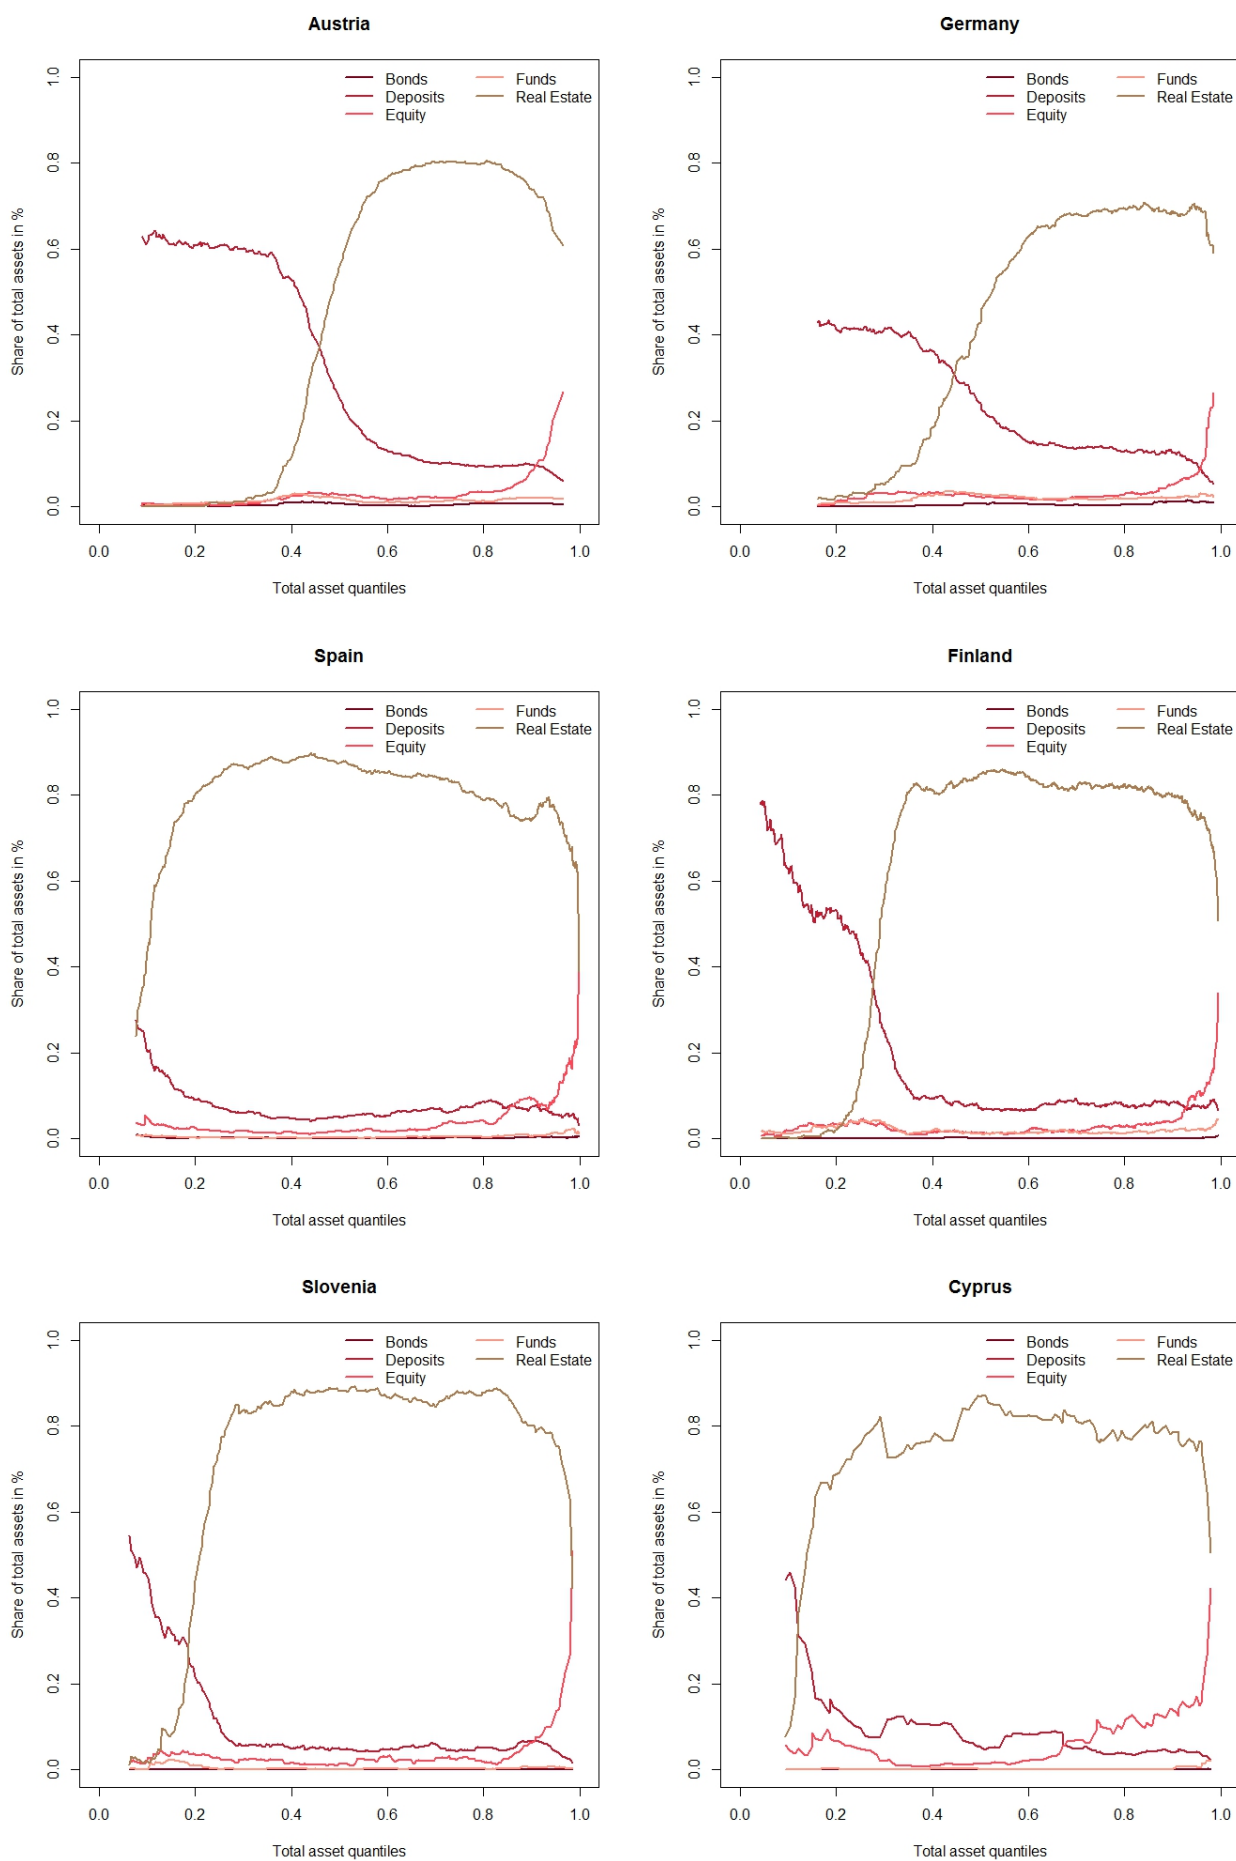 Austria
Bonds Funds
Deposits Real Estate
Equity
Share of total assets in %
1.0
0.8
0.6
0.4
0.2
0.0
0.0 0.2 0.4 0.6 0.8 1.0
Total asset quantiles
Germany
Bonds Funds
Deposits Real Estate
Equity
Share of total assets in %
1.0
0.8
0.6
0.4
0.2
0.0
0.0 0.2 0.4 0.6 0.8 1.0
Total asset quantiles
Spain
Bonds Funds
Deposits Real Estate
Equity
Share of total assets in %
1.0
0.8
0.6
0.4
0.2
0.0
0.0 0.2 0.4 0.6 0.8 1.0
Total asset quantiles
Finland
Bonds Funds
Deposits Real Estate
Equity
Share of total assets in %
1.0
0.8
0.6
0.4
0.2
0.0
0.0 0.2 0.4 0.6 0.8 1.0
Total asset quantiles
Slovenia
Bonds Funds
Deposits Real Estate
Equity
Share of total assets in %
1.0
0.8
0.6
0.4
0.2
0.0
0.0 0.2 0.4 0.6 0.8 1.0
Total asset quantiles
Cyprus
Bonds Funds
Deposits Real Estate
Equity
Share of total assets in %
1.0
0.8
0.6
0.4
0.2
0.0
0.0 0.2 0.4 0.6 0.8 1.0
Total asset quantiles